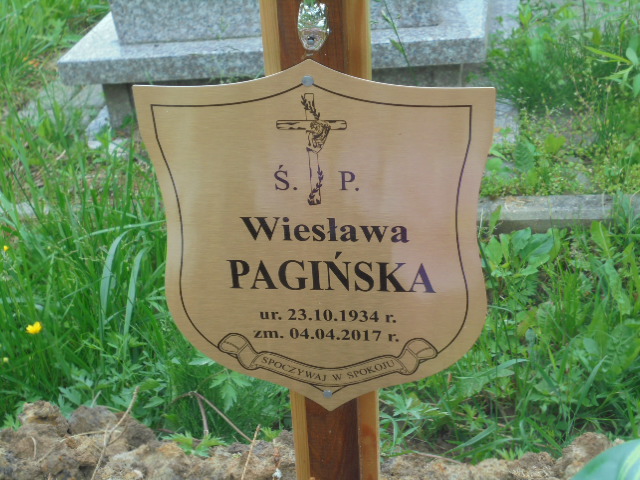 Ś. P.
Wiesława
PAGIŃSKA
ur. 23.10.1934 r.
zm. 04.04.2017 r.
SPOCZYWAJ W SPOKOJU